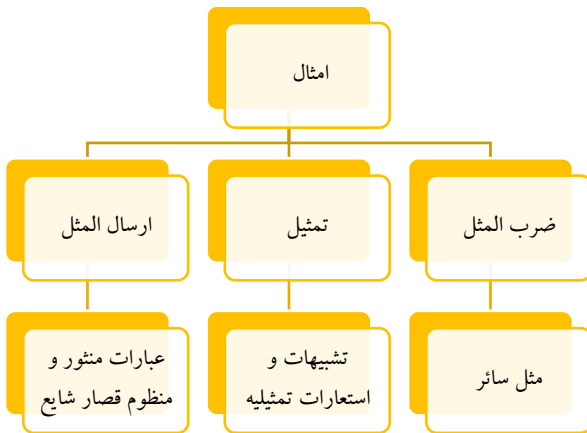 امثال
ضرب المثل
تمثیل
ارسال المثل
مثل سائر
تشبیهات و
استعارات تمثیلیه
عبارات منثور و
منظوم قصار شایع